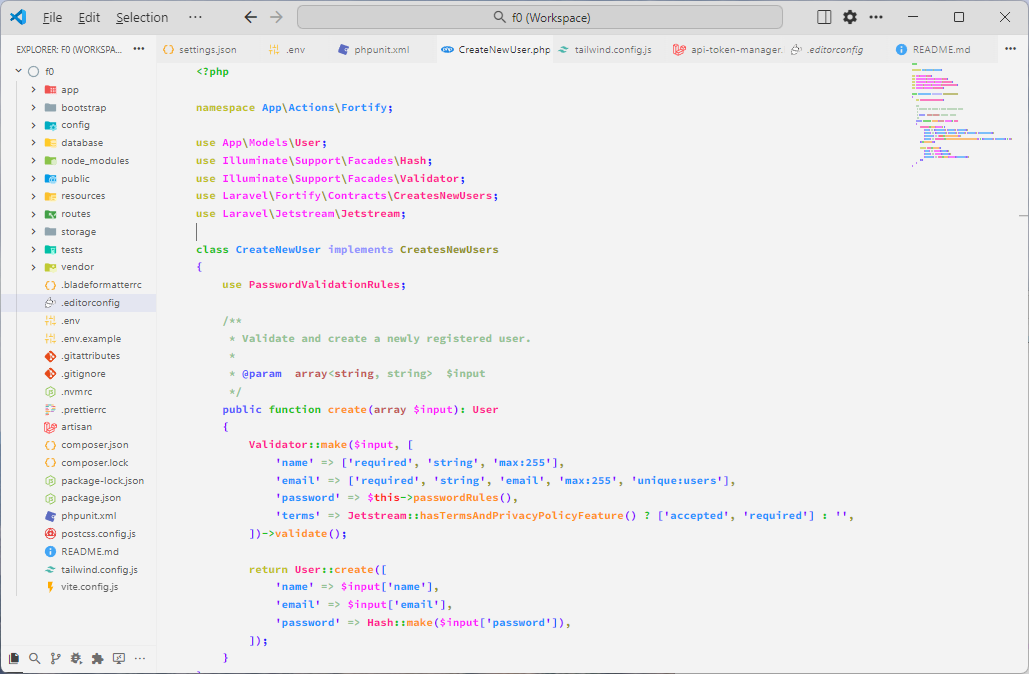 File Edit Selection ··· f0 (Workspace)
EXPLORER: F0 (WORKSPA... ···
settings.json .env phpunit.xml CreateNewUser.php tailwind.config.js api-token-manager. .editorconfig README.md ···
f0
app
bootstrap
config
database
node_modules
public
resources
routes
storage
tests
vendor
.bladeformatterrc
.editorconfig
.env
.env.example
.gitattributes
.gitignore
.nvmrc
.prettierrc
artisan
composer.json
composer.lock
package-lock.json
package.json
phpunit.xml
postcss.config.js
README.md
tailwind.config.js
vite.config.js
<?php
namespace App\Actions\Fortify;
use App\Models\User;
use Illuminate\Support\Facades\Hash;
use Illuminate\Support\Facades\Validator;
use Laravel\Fortify\Contracts\CreatesNewUsers;
use Laravel\Jetstream\Jetstream;
class CreateNewUser implements CreatesNewUsers
{
use PasswordValidationRules;
/**
* Validate and create a newly registered user.
*
* @param  array<string, string>  $input
*/
public function create(array $input): User
{
Validator::make($input, [
'name' => ['required', 'string', 'max:255'],
'email' => ['required', 'string', 'email', 'max:255', 'unique:users'],
'password' => $this->passwordRules(),
'terms' => Jetstream::hasTermsAndPrivacyPolicyFeature() ? ['accepted', 'required'] : '',
])->validate();
return User::create([
'name' => $input['name'],
'email' => $input['email'],
'password' => Hash::make($input['password']),
]);
}